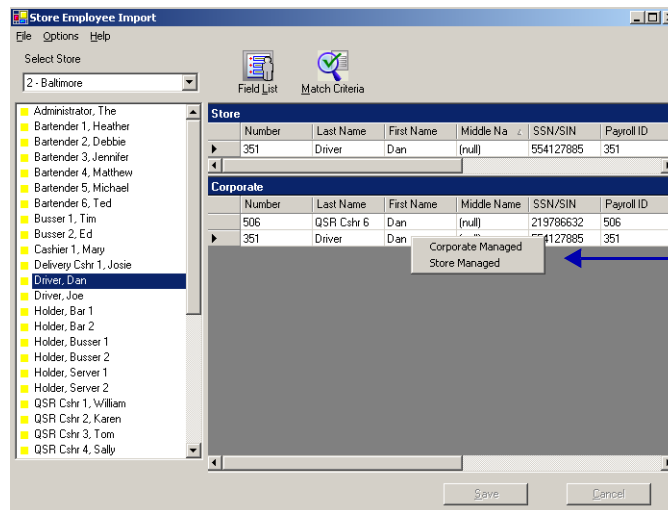 Store Employee Import
File Options Help
Select Store
2 - Baltimore
Field List Match Criteria
Administrator, The
Bartender 1, Heather
Bartender 2, Debbie
Bartender 3, Jennifer
Bartender 4, Matthew
Bartender 5, Michael
Bartender 6, Ted
Busser 1, Tim
Busser 2, Ed
Cashier 1, Mary
Delivery Cshr 1, Josie
Driver, Dan
Driver, Joe
Holder, Bar 1
Holder, Bar 2
Holder, Busser 1
Holder, Busser 2
Holder, Server 1
Holder, Server 2
QSR Cshr 1, William
QSR Cshr 2, Karen
QSR Cshr 3, Tom
QSR Cshr 4, Sally
Store
Number Last Name First Name Middle Na SSN/SIN Payroll ID
351 Driver Dan (null) 554127885 351
Corporate
Number Last Name First Name Middle Name SSN/SIN Payroll ID
506 QSR Cshr 6 Dan (null) 219786632 506
351 Driver Dan (null) 554127885 351
Corporate Managed
Store Managed
Save Cancel